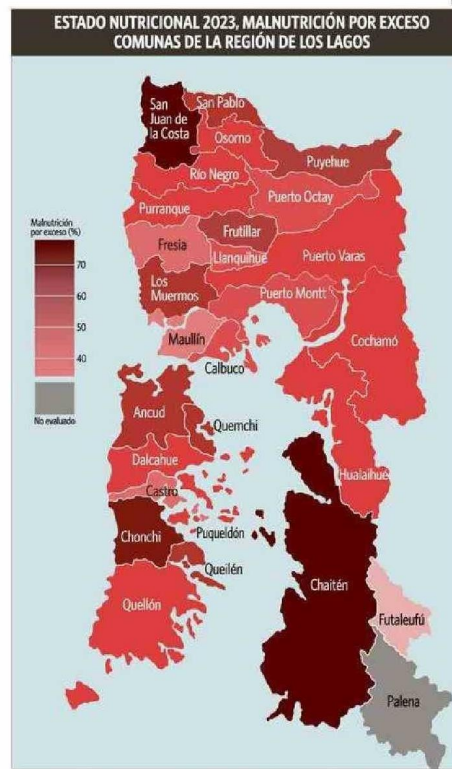 ESTADO NUTRICIONAL 2023, MALNUTRICIÓN POR EXCESO
COMUNAS DE LA REGIÓN DE LOS LAGOS
San
Juan de
la Costa
San Pablo
Osorno
Puyehue
Río Negro
Puerto Octay
Purranque
Frutillar
Fresia
Llanquihue
Puerto Varas
Los
Muermos
Puerto Montt
Maullín
Calbuco
Cochamó
Malnutrición
por exceso (%)
70
60
50
40
No evaluado
Ancud
Quemchi
Dalcahue
Castro
Hualaihué
Chonchi
Puqueldón
Queilén
Chaitén
Quellón
Futaleufú
Palena